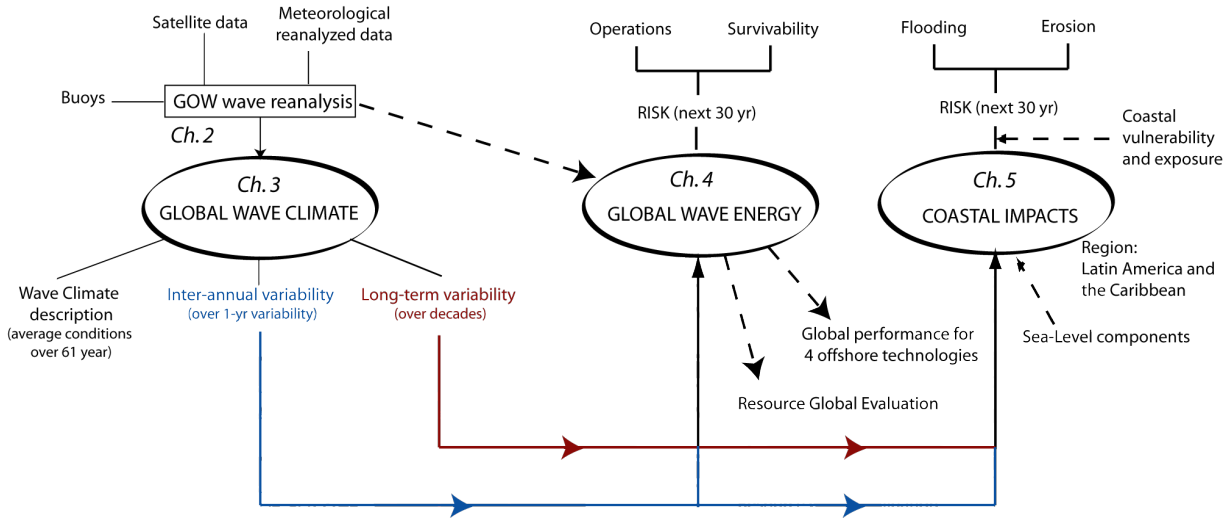 Satellite data
Meteorological
reanalyzed data
Buoys
GOW wave reanalysis
Ch. 2
Ch. 3
GLOBAL WAVE CLIMATE
Wave Climate
description
(average conditions
over 61 year)
Inter-annual variability
(over 1-yr variability)
Long-term variability
(over decades)
Operations
Survivability
RISK (next 30 yr)
Ch. 4
GLOBAL WAVE ENERGY
Global performance for
4 offshore technologies
Resource Global Evaluation
Flooding
Erosion
RISK (next 30 yr)
Coastal
vulnerability
and exposure
Ch. 5
COASTAL IMPACTS
Region:
Latin America and
the Caribbean
Sea-Level components